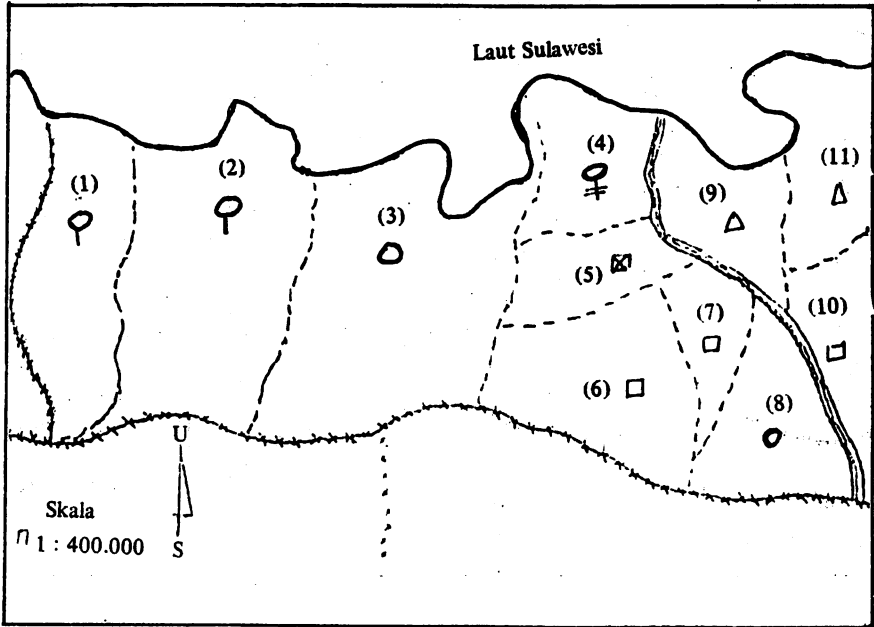 Laut Sulawesi
(1)
(2)
(3)
(4)
(5)
(6)
(7)
(8)
(9)
(10)
(11)
U
S
Skala
n 1 : 400.000